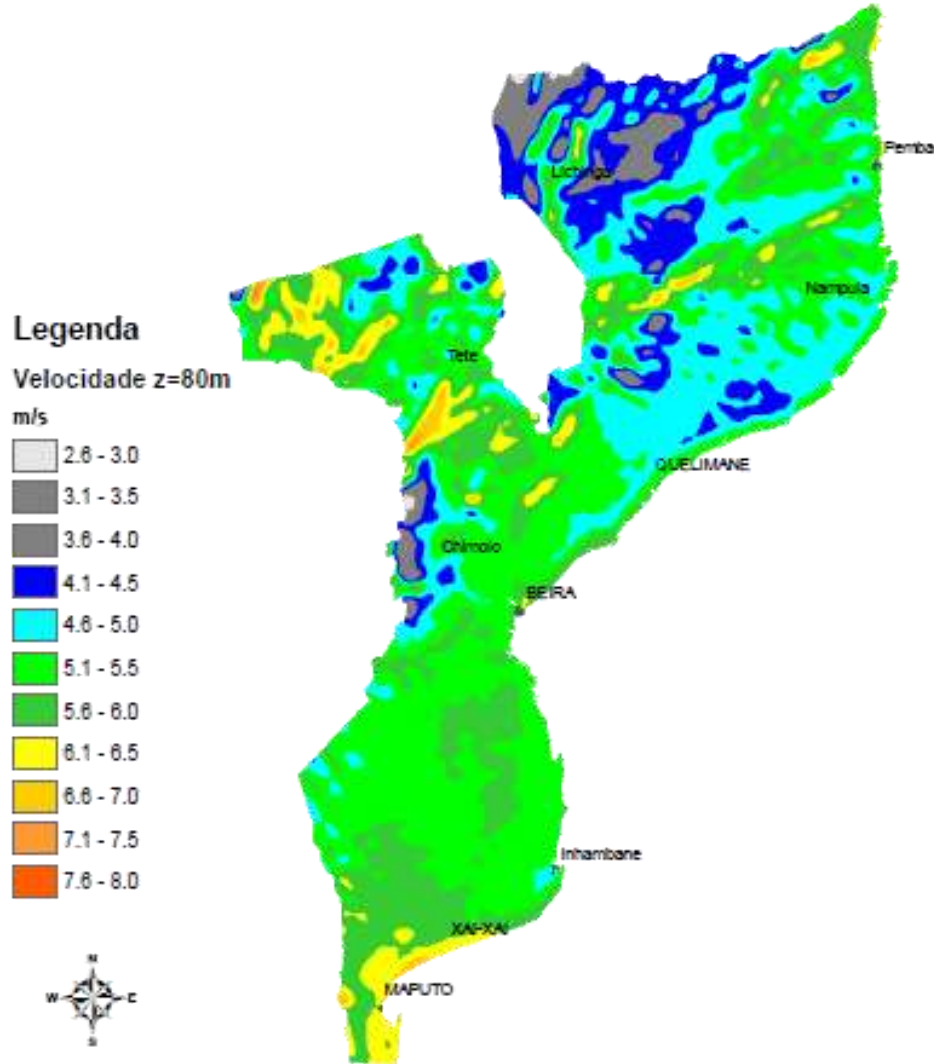 Legenda
Velocidade z=80m
m/s
2.6 - 3.0
3.1 - 3.5
3.6 - 4.0
4.1 - 4.5
4.6 - 5.0
5.1 - 5.5
5.6 - 6.0
6.1 - 6.5
6.6 - 7.0
7.1 - 7.5
7.6 - 8.0
Pemba
Lichinga
Nampula
Tete
QUELIMANE
Chimoio
BEIRA
Inhambane
XAI-XAI
MAPUTO
N
W
E
S